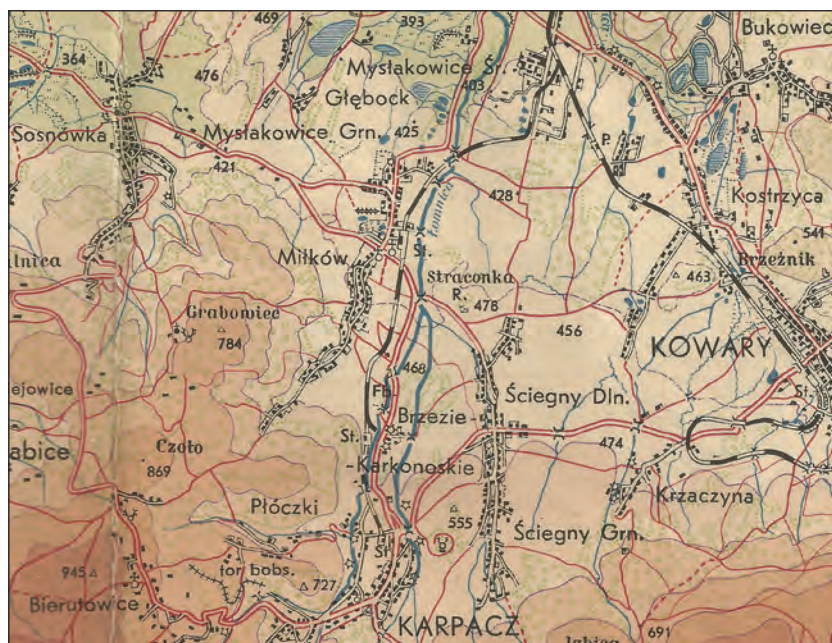 469
393
Bukowiec
364
476
Mysłakowice Śr.
403
Głębock
Sosnówka
Mysłakowice Grn.
425
P.
421
428
Kostrzyca
Łomnica
541
Miłków
St.
Brzeźnik
Straconka
463
R.
478
Grabowiec
784
456
KOWARY
468
Fb.
Ściegny Dln.
St.
Brzezie-
Czoło
St.
474
869
-Karkonoskie
Krzaczyna
Płóczki
555
Ściegny Grn.
St.
945
tor bobs.
727
Bierutowice
KARPACZ
691